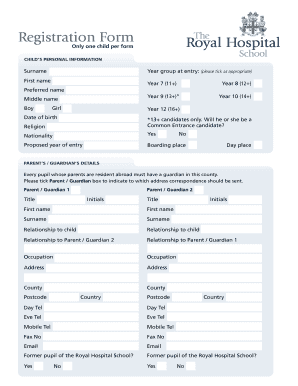 Registration Form
Only one child per form
The
Royal Hospital
School
CHILD'S PERSONAL INFORMATION
Surname
First name
Preferred name
Middle name
Boy Girl
Date of birth
Religion
Nationality
Proposed year of entry
Year group at entry: (please tick as appropriate)
Year 7 (11+) Year 8 (12+)
Year 9 (13+)* Year 10 (14+)
Year 12 (16+)
*13+ candidates only. Will he or she be a
Common Entrance candidate?
Yes No
Boarding place Day place
PARENT'S / GUARDIAN'S DETAILS
Every pupil whose parents are resident abroad must have a guardian in this country.
Please tick Parent / Guardian box to indicate to which address correspondence should be sent.
Parent / Guardian 1 Parent / Guardian 2
Title Initials Title Initials
First name First name
Surname Surname
Relationship to child Relationship to child
Relationship to Parent / Guardian 2 Relationship to Parent / Guardian 1
Occupation Occupation
Address Address
County County
Postcode Country Postcode Country
Day Tel Day Tel
Eve Tel Eve Tel
Mobile Tel Mobile Tel
Fax No Fax No
Email Email
Former pupil of the Royal Hospital School? Former pupil of the Royal Hospital School?
Yes No Yes No